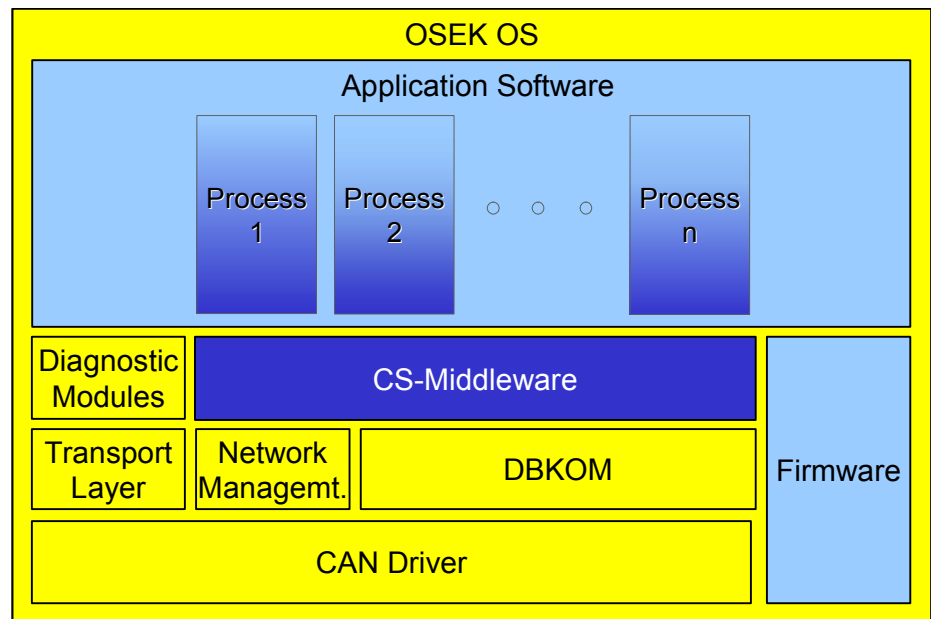 OSEK OS
Application Software
Process
1
Process
2
Process
n
Diagnostic
Modules
CS-Middleware
Transport
Layer
Network
Managemt.
DBKOM
Firmware
CAN Driver